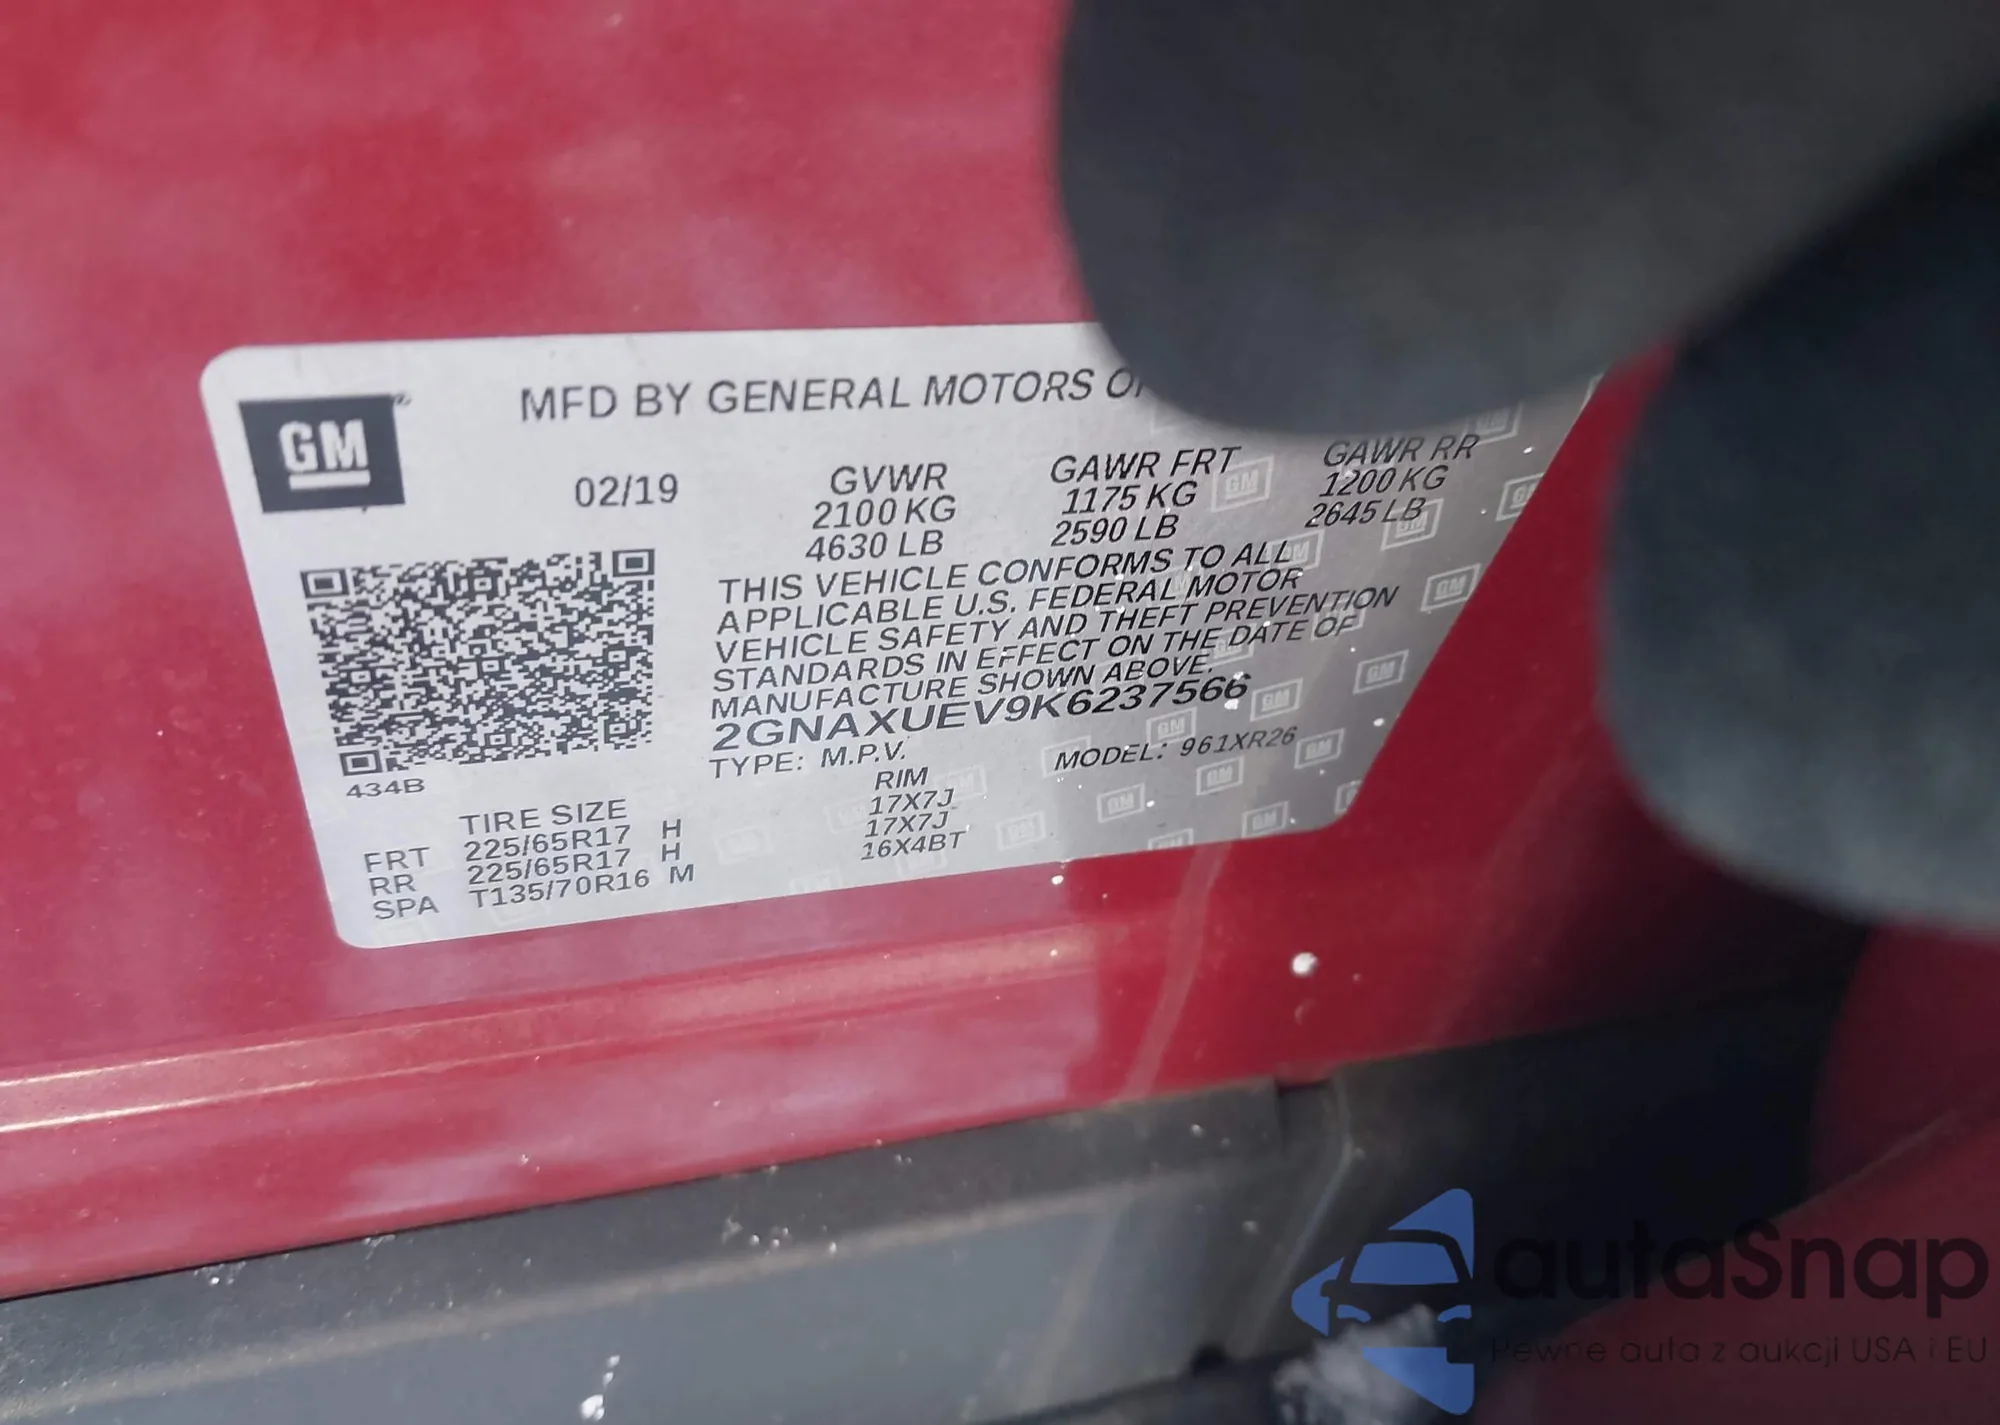 GM
MFD BY GENERAL MOTORS
02/19
GVWR GAWR FRT GAWR RR
2100 KG 1175 KG 1200 KG
4630 LB 2590 LB 2645 LB
THIS VEHICLE CONFORMS TO ALL
APPLICABLE U.S. FEDERAL MOTOR
VEHICLE SAFETY AND THEFT PREVENTION
STANDARDS IN EFFECT ON THE DATE OF
MANUFACTURE SHOWN ABOVE.
2GNAXUEV9K6237566
TYPE: M.P.V. MODEL: 961XR26
434B
TIRE SIZE RIM
FRT 225/65R17 H 17X7J
RR 225/65R17 H 17X7J
SPA T135/70R16 M 16X4BT
autaSnap
Pewne auta z aukcji USA i EU